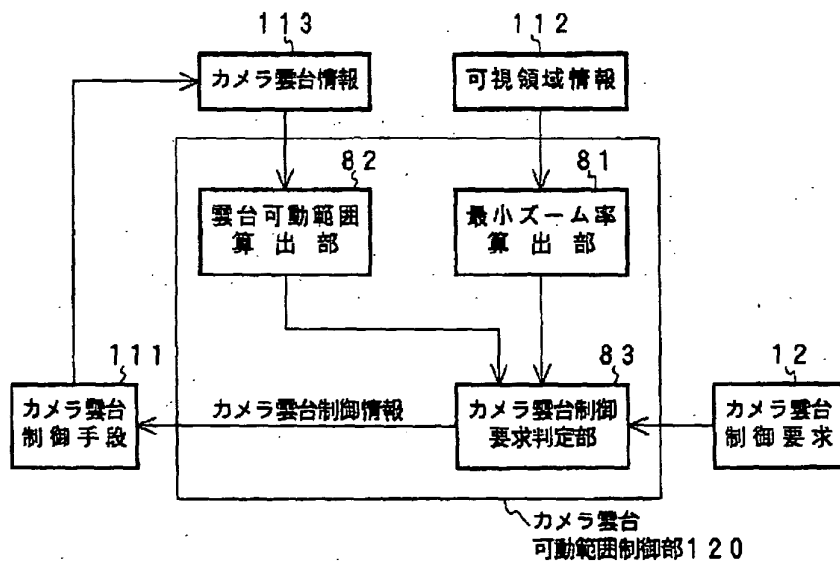 113
112
カメラ雲台情報
可視領域情報
82
81
雲台可動範囲
算出部
最小ズーム率
算出部
111
83
12
カメラ雲台
制御手段
カメラ雲台制御情報
カメラ雲台制御
要求判定部
カメラ雲台
制御要求
カメラ雲台
可動範囲制御部120